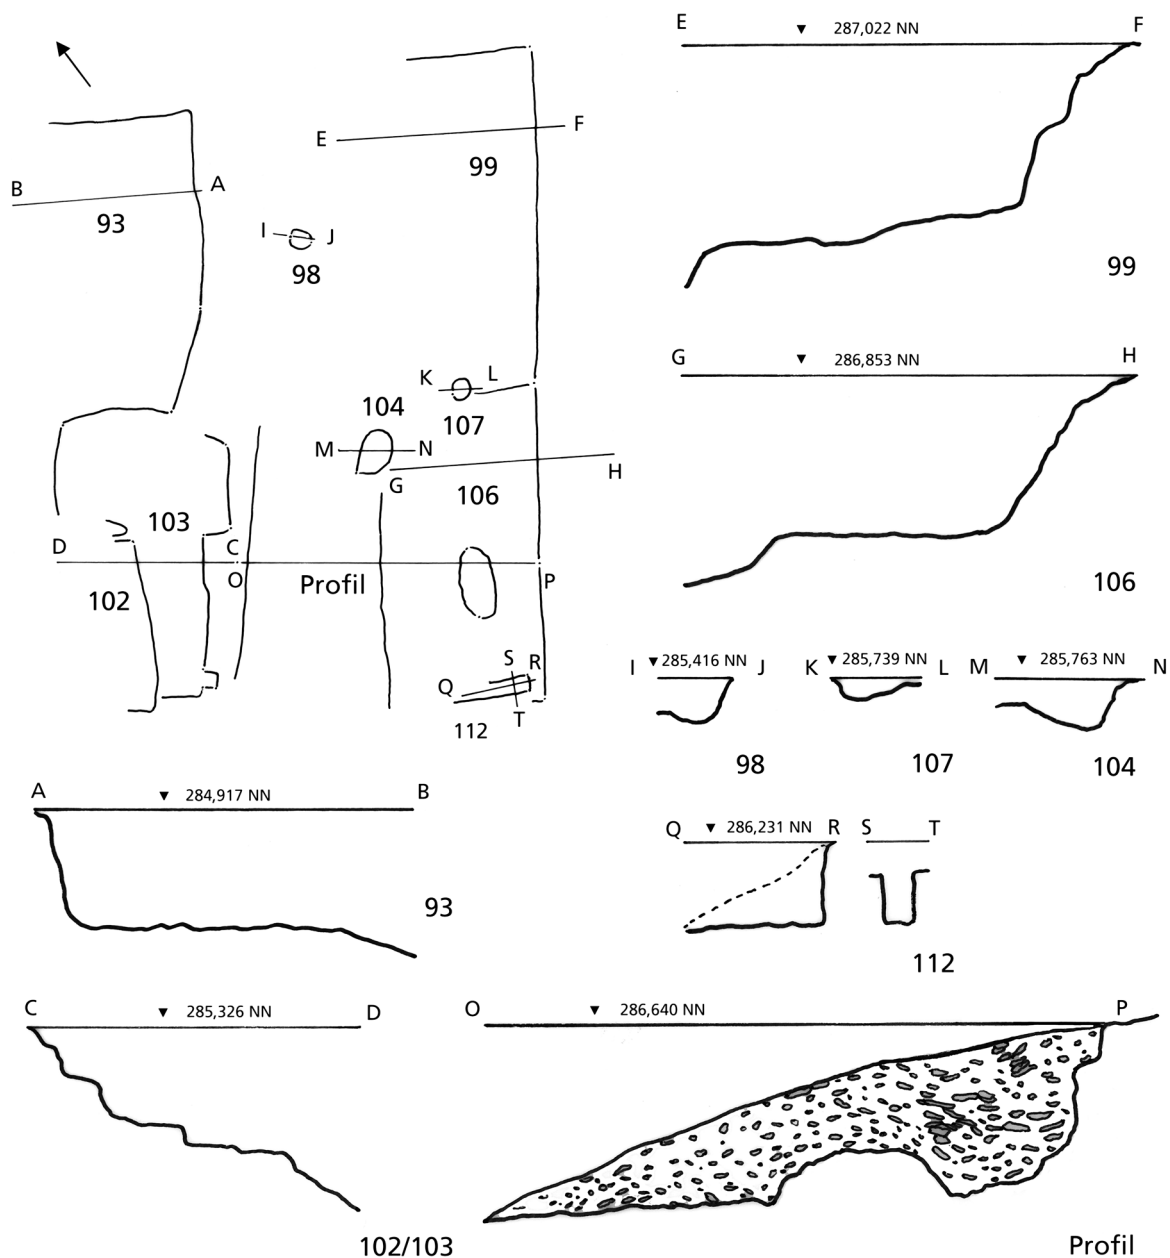 E ▼ 287,022 NN F
99
E F
99
B A
93
I J
98
G ▼ 286,853 NN H
106
K L
107
104
M N
G H
106
103
D C
O Profil P
102
S
Q R
T
112
I ▼ 285,416 NN J
98
K ▼ 285,739 NN L
107
M ▼ 285,763 NN N
104
A ▼ 284,917 NN B
93
Q ▼ 286,231 NN R S T
112
C ▼ 285,326 NN D
102/103
O ▼ 286,640 NN P
Profil